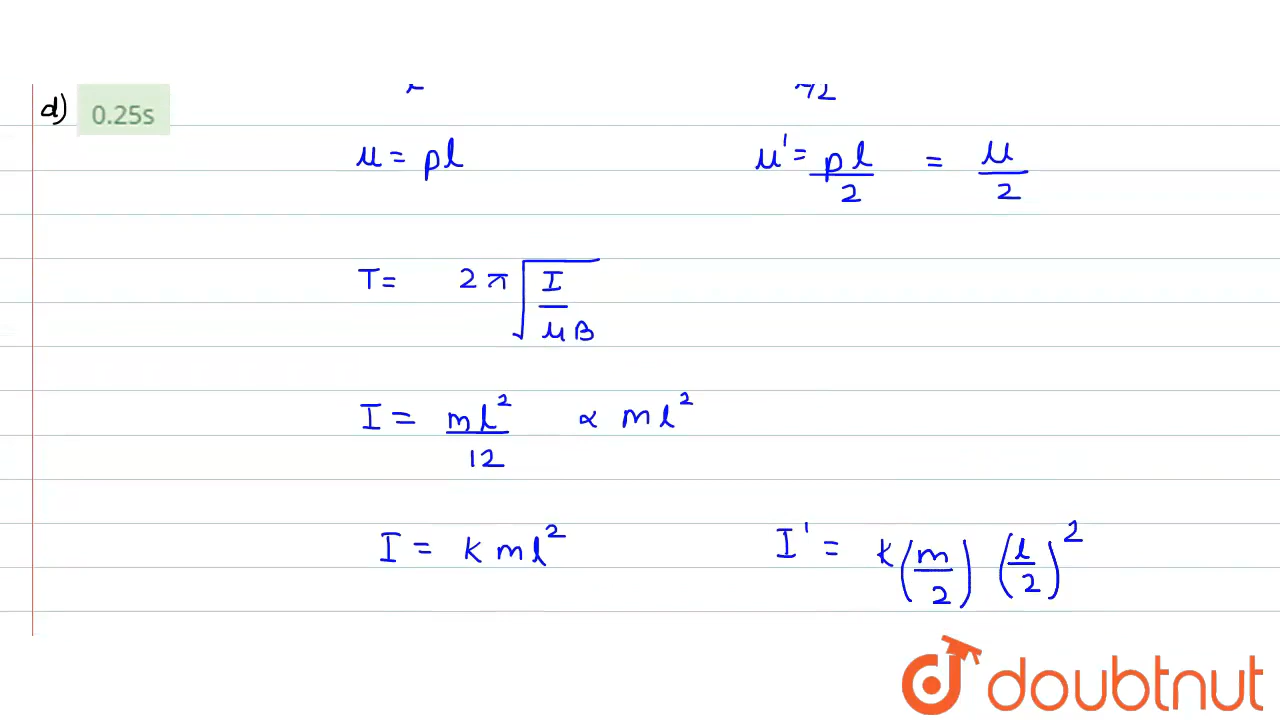 d) 0.25s
μ = pl μ' = pl/2 = μ/2
T = 2π√(I/μB)
I = ml²/12 ∝ ml²
I = k ml² I' = k(m/2) (l/2)²
doubtnut